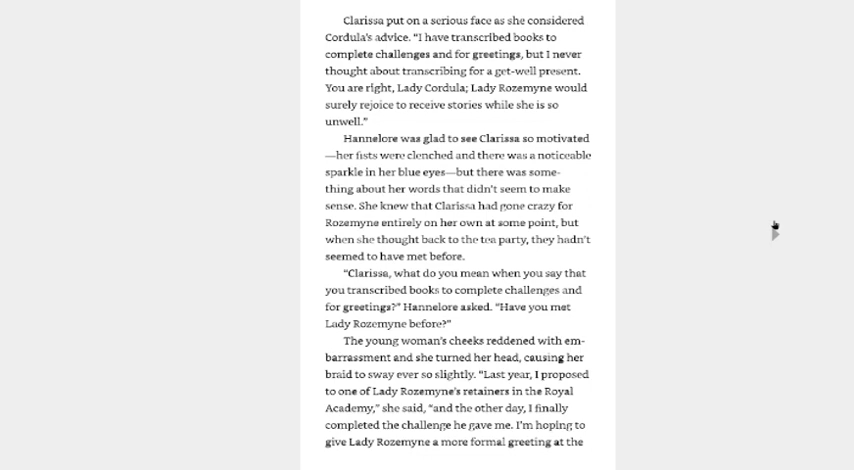 Clarissa put on a serious face as she considered
Cordula's advice. “I have transcribed books to
complete challenges and for greetings, but I never
thought about transcribing for a get-well present.
You are right, Lady Cordula; Lady Rozemyne would
surely rejoice to receive stories while she is so
unwell.”
Hannelore was glad to see Clarissa so motivated
—her fists were clenched and there was a noticeable
sparkle in her blue eyes—but there was some-
thing about her words that didn't seem to make
sense. She knew that Clarissa had gone crazy for
Rozemyne entirely on her own at some point, but
when she thought back to the tea party, they hadn't
seemed to have met before.
“Clarissa, what do you mean when you say that
you transcribed books to complete challenges and
for greetings?” Hannelore asked. “Have you met
Lady Rozemyne before?”
The young woman's cheeks reddened with em-
barrassment and she turned her head, causing her
braid to sway ever so slightly. “Last year, I proposed
to one of Lady Rozemyne's retainers in the Royal
Academy,” she said, “and the other day, I finally
completed the challenge he gave me. I'm hoping to
give Lady Rozemyne a more formal greeting at the